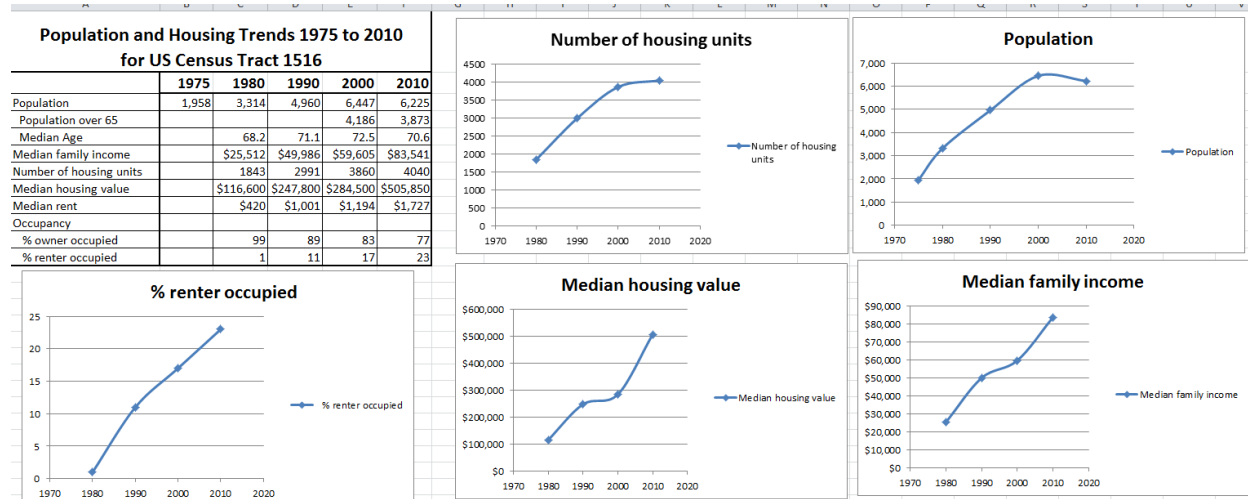 Population and Housing Trends 1975 to 2010
for US Census Tract 1516
1975 1980 1990 2000 2010
Population 1,958 3,314 4,960 6,447 6,225
Population over 65 4,186 3,873
Median Age 68.2 71.1 72.5 70.6
Median family income $25,512 $49,986 $59,605 $83,541
Number of housing units 1843 2991 3860 4040
Median housing value $116,600 $247,800 $284,500 $505,850
Median rent $420 $1,001 $1,194 $1,727
Occupancy
% owner occupied 99 89 83 77
% renter occupied 1 11 17 23
Number of housing units
4500
4000
3500
3000
2500
2000
1500
1000
500
0
1970 1980 1990 2000 2010 2020
Number of housing
units
Population
7,000
6,000
5,000
4,000
3,000
2,000
1,000
0
1970 1980 1990 2000 2010 2020
Population
% renter occupied
25
20
15
10
5
0
1970 1980 1990 2000 2010 2020
% renter occupied
Median housing value
$600,000
$500,000
$400,000
$300,000
$200,000
$100,000
$0
1970 1980 1990 2000 2010 2020
Median housing value
Median family income
$90,000
$80,000
$70,000
$60,000
$50,000
$40,000
$30,000
$20,000
$10,000
$0
1970 1980 1990 2000 2010 2020
Median family income